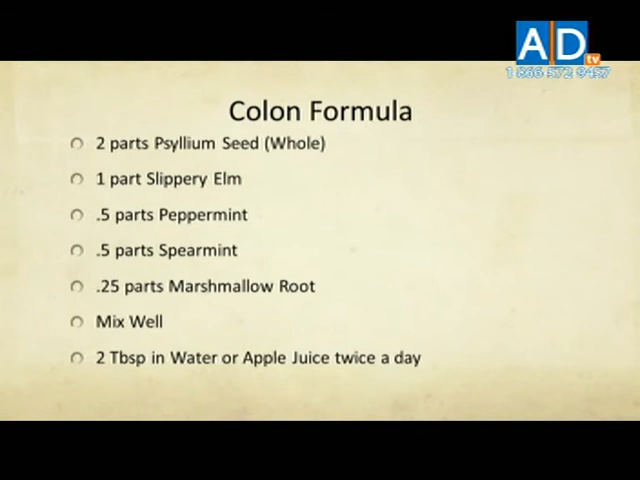 AD
tv
1 866 572 9457
Colon Formula
2 parts Psyllium Seed (Whole)
1 part Slippery Elm
.5 parts Peppermint
.5 parts Spearmint
.25 parts Marshmallow Root
Mix Well
2 Tbsp in Water or Apple Juice twice a day